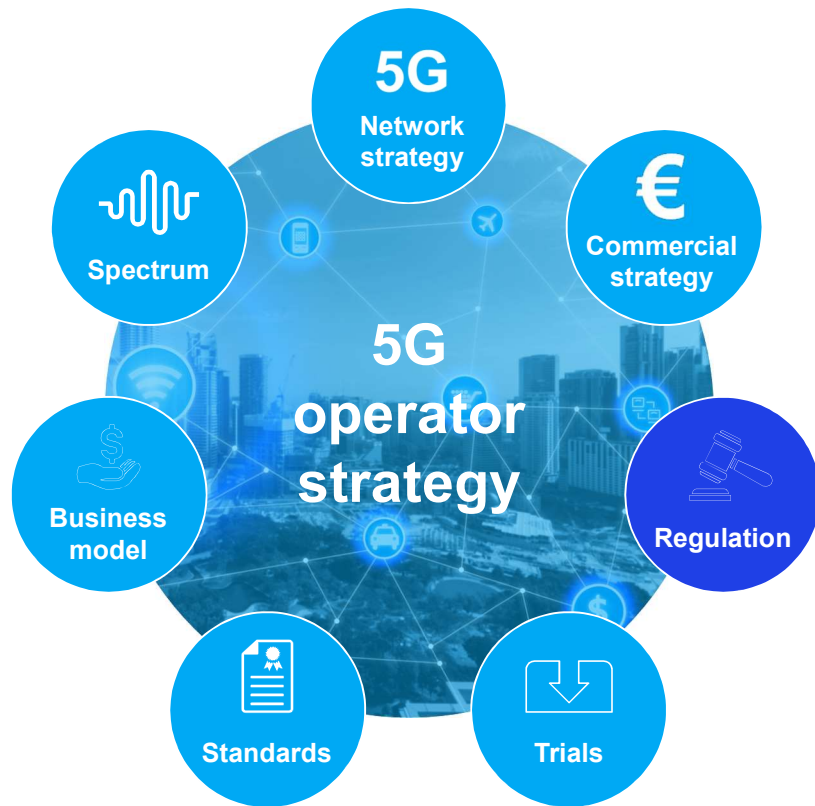 5G
Network
strategy
€
Commercial
strategy
Spectrum
5G
operator
strategy
$
Business
model
Regulation
Standards
Trials
$